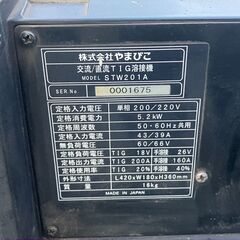 株式会社やまびこ
交流/直流TIG溶接機
MODEL STW201A
SER No. 0001675
定格入力電圧 単相 200/220V
定格消費電力 5.2kW
定格周波数 50・60Hz共用
定格入力電流 43/39A
無負荷電圧 60/66V
定格負荷電圧 TIG 18V 手溶接 26V
定格出力電流 TIG 200A 手溶接 160A
定格使用率 TIG 20% 手溶接 40%
外形寸法 L420×W180×H360mm
質量 16kg
MADE IN JAPAN